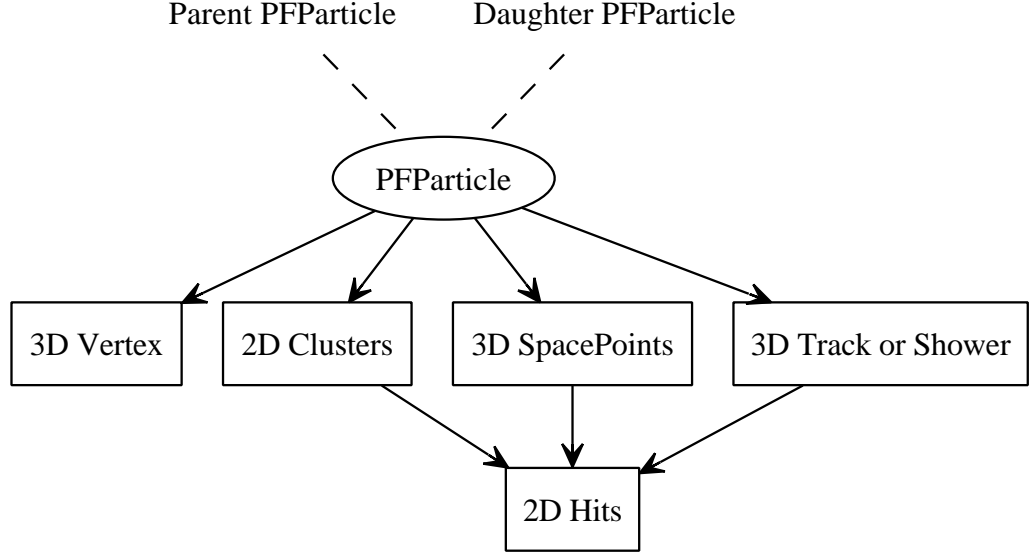 Parent PFParticle
Daughter PFParticle
PFParticle
3D Vertex
2D Clusters
3D SpacePoints
3D Track or Shower
2D Hits